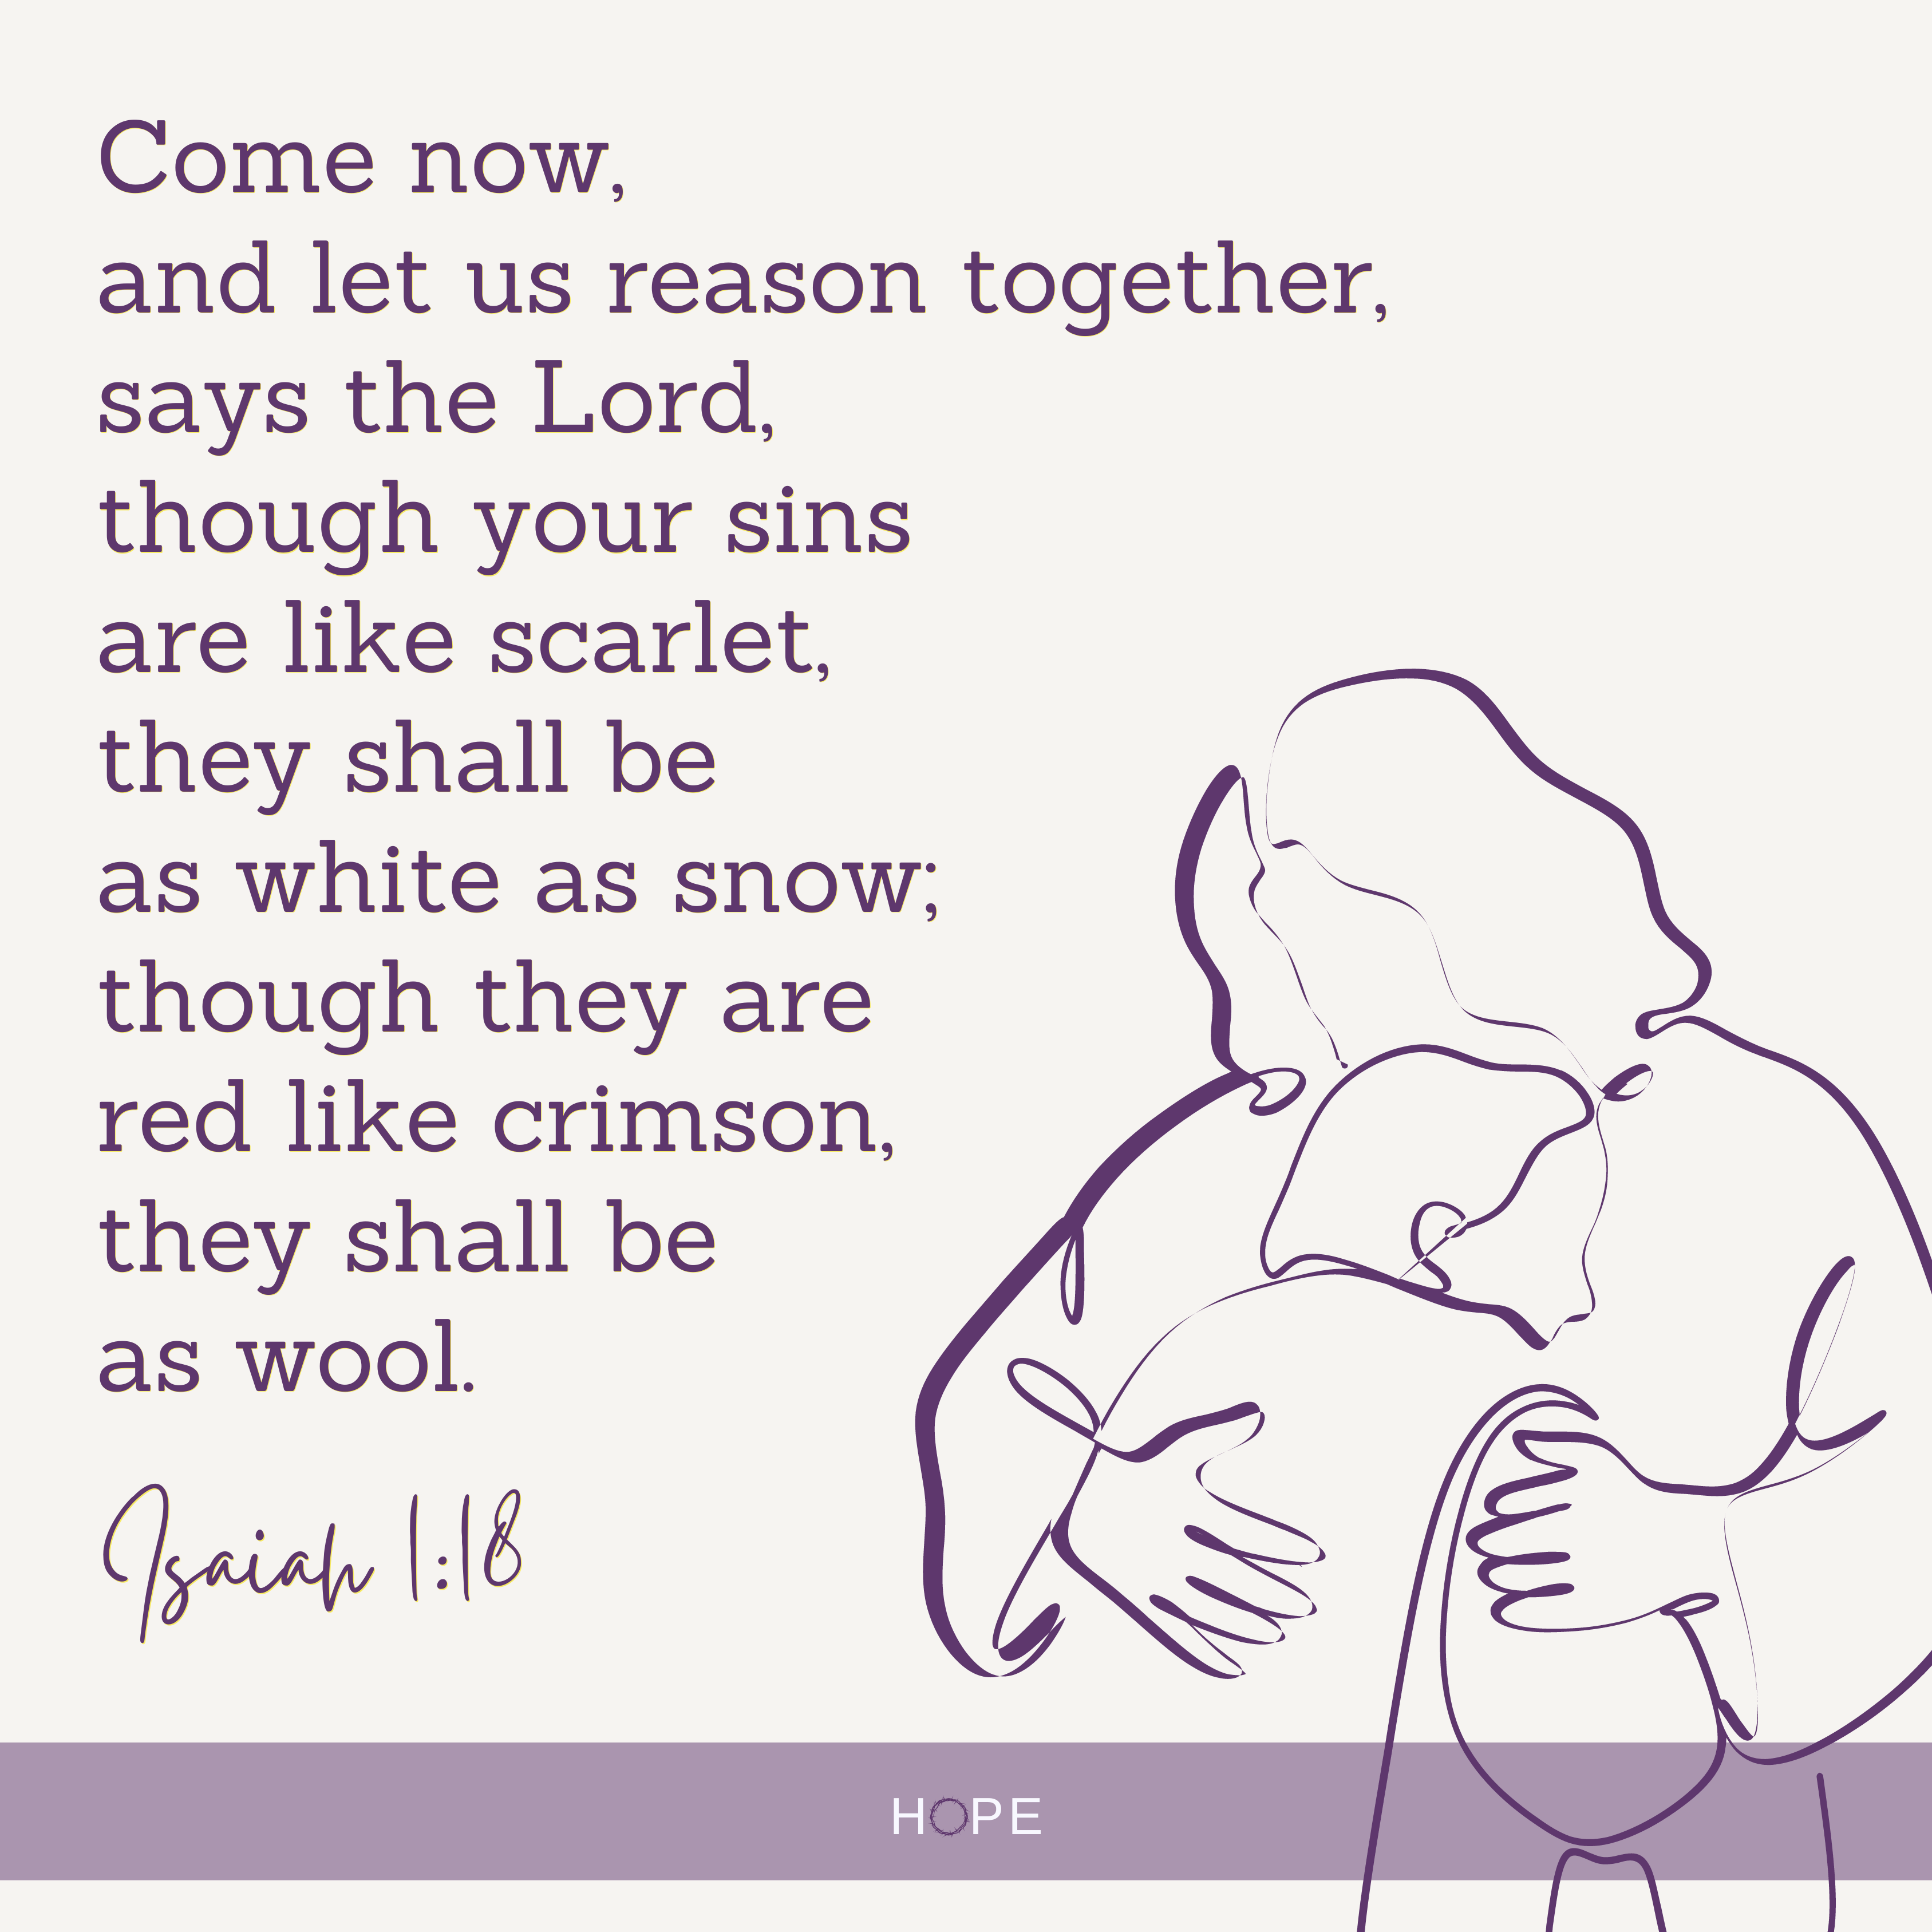 Come now,
and let us reason together,
says the Lord,
though your sins
are like scarlet,
they shall be
as white as snow;
though they are
red like crimson,
they shall be
as wool.
Isaiah 1:18
HOPE